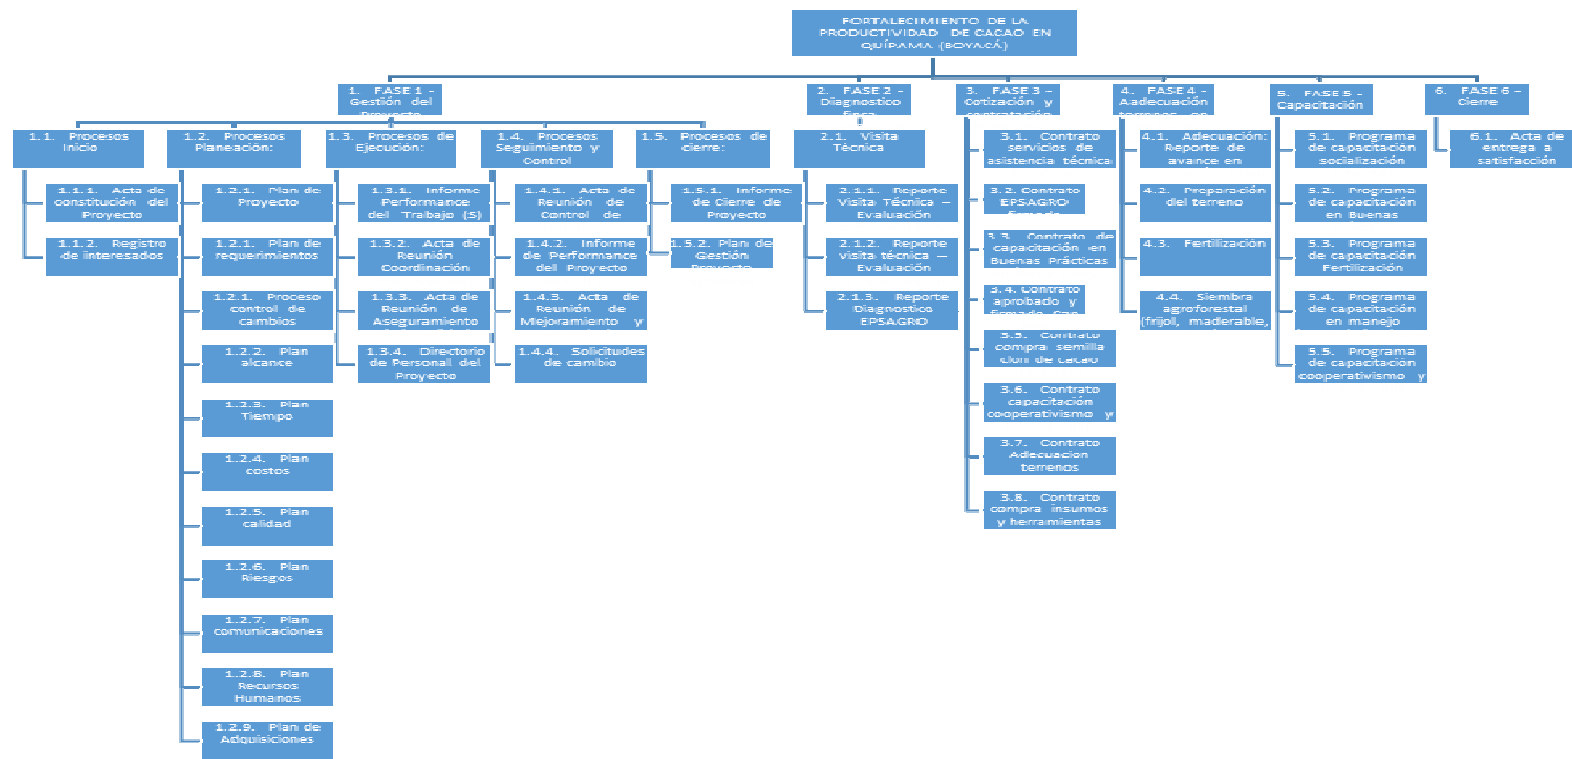 FORTALECIMIENTO DE LA
PRODUCTIVIDAD DE CACAO EN
QUÍPAMA (BOYACÁ)
1. FASE 1 -
Gestión del
Proyecto
2. FASE 2 -
Diagnostico
finca
3. FASE 3 -
Cotización y
contratación
4. FASE 4 -
Aadecuación
terrenos en
5. FASE 5 -
Capacitación
6. FASE 6 -
Cierre
1.1. Procesos
Inicio
1.2. Procesos
Planeación:
1.3. Procesos de
Ejecución:
1.4. Procesos
Seguimiento y
Control
1.5. Procesos de
cierre:
2.1. Visita
Técnica
3.1. Contrato
servicios de
asistencia técnica
4.1. Adecuación:
Reporte de
avance en
5.1. Programa
de capacitación
socialización
6.1. Acta de
entrega a
satisfacción
1.1.1. Acta de
constitución del
Proyecto
1.2.1. Plan de
Proyecto
1.3.1. Informe
Performance
del Trabajo (S)
1.4.1. Acta de
Reunión de
Control de
1.5.1. Informe
de Cierre de
Proyecto
2.1.1. Reporte
Visita Técnica –
Evaluación
3.2. Contrato
EPSAGRO
firmado
4.2. Preparación
del terreno
5.2. Programa
de capacitación
en Buenas
1.1.2. Registro
de interesados
1.2.1. Plan de
requerimientos
1.3.2. Acta de
Reunión
Coordinación
1.4.2. Informe
de Performance
del Proyecto
1.5.2. Plan de
Gestión
Proyecto
2.1.2. Reporte
visita técnica –
Evaluación
3.3. Contrato de
capacitación en
Buenas Prácticas
4.3. Fertilización
5.3. Programa
de capacitación
Fertilización
1.2.1. Proceso
control de
cambios
1.3.3. Acta de
Reunión de
Aseguramiento
1.4.3. Acta de
Reunión de
Mejoramiento y
2.1.3. Reporte
Diagnostico
EPSAGRO
3.4. Contrato
aprobado y
firmado
4.4. Siembra
agroforestal
(frijol, maderable,
5.4. Programa
de capacitación
en manejo
1.2.2. Plan
alcance
1.3.4. Directorio
de Personal del
Proyecto
1.4.4. Solicitudes
de cambio
3.5. Contrato
compra semilla
clon de cacao
5.5. Programa
de capacitación
cooperativismo y
1.2.3. Plan
Tiempo
3.6. Contrato
capacitación
cooperativismo y
1.2.4. Plan
costos
3.7. Contrato
Adecuacion
terrenos
1.2.5. Plan
calidad
3.8. Contrato
compra insumos
y herramientas
1.2.6. Plan
Riesgos
1.2.7. Plan
comunicaciones
1.2.8. Plan
Recursos
Humanos
1.2.9. Plan de
Adquisiciones